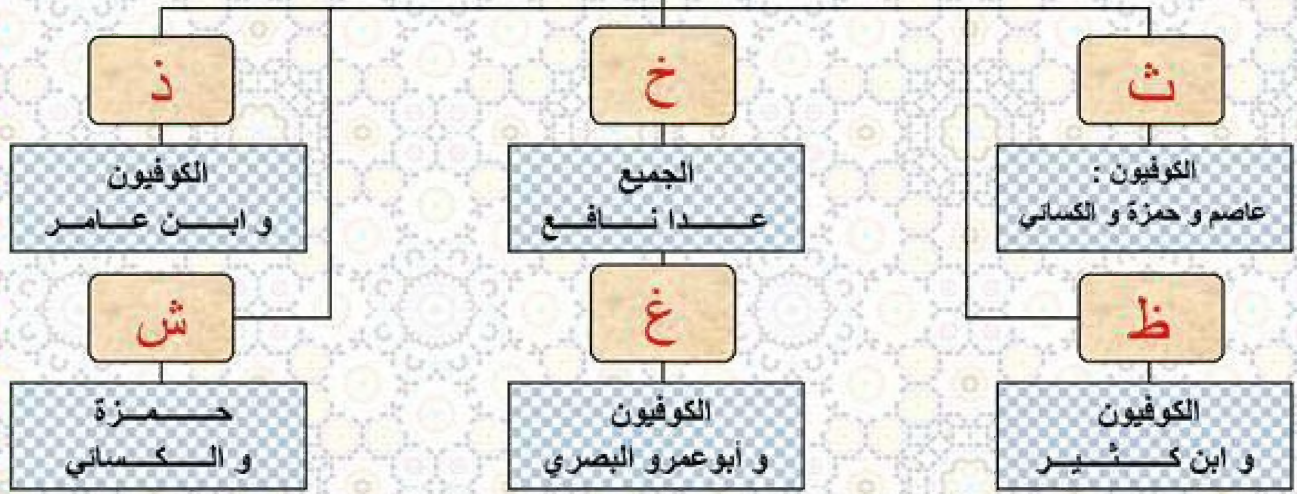 ث
الكوفيون :
عاصم و حمزة و الكسائي
خ
الجميع
عدا نافع
ذ
الكوفيون
و ابن عامر
ظ
الكوفيون
و ابن كثير
غ
الكوفيون
و أبوعمرو البصري
ش
حمزة
و الكسائي